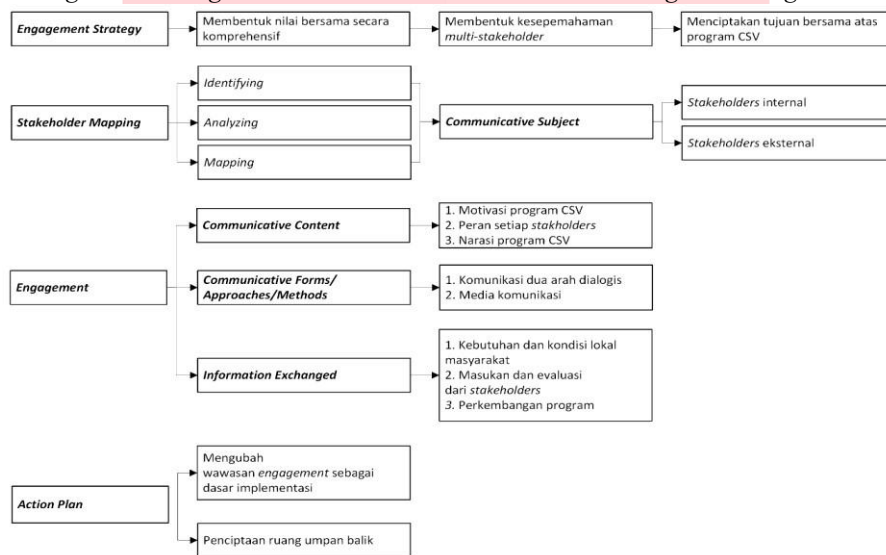 Engagement Strategy
Membentuk nilai bersama secara
komprehensif
Membentuk kesepemahaman
multi-stakeholder
Menciptakan tujuan bersama atas
program CSV
Stakeholder Mapping
Identifying
Analyzing
Mapping
Communicative Subject
Stakeholders internal
Stakeholders eksternal
Engagement
Communicative Content
1. Motivasi program CSV
2. Peran setiap stakholders
3. Narasi program CSV
Communicative Forms/
Approaches/Methods
1. Komunikasi dua arah dialogis
2. Media komunikasi
Information Exchanged
1. Kebutuhan dan kondisi lokal
masyarakat
2. Masukan dan evaluasi
dari stakeholders
3. Perkembangan program
Action Plan
Mengubah
wawasan engagement sebagai
dasar implementasi
Penciptaan ruang umpan balik